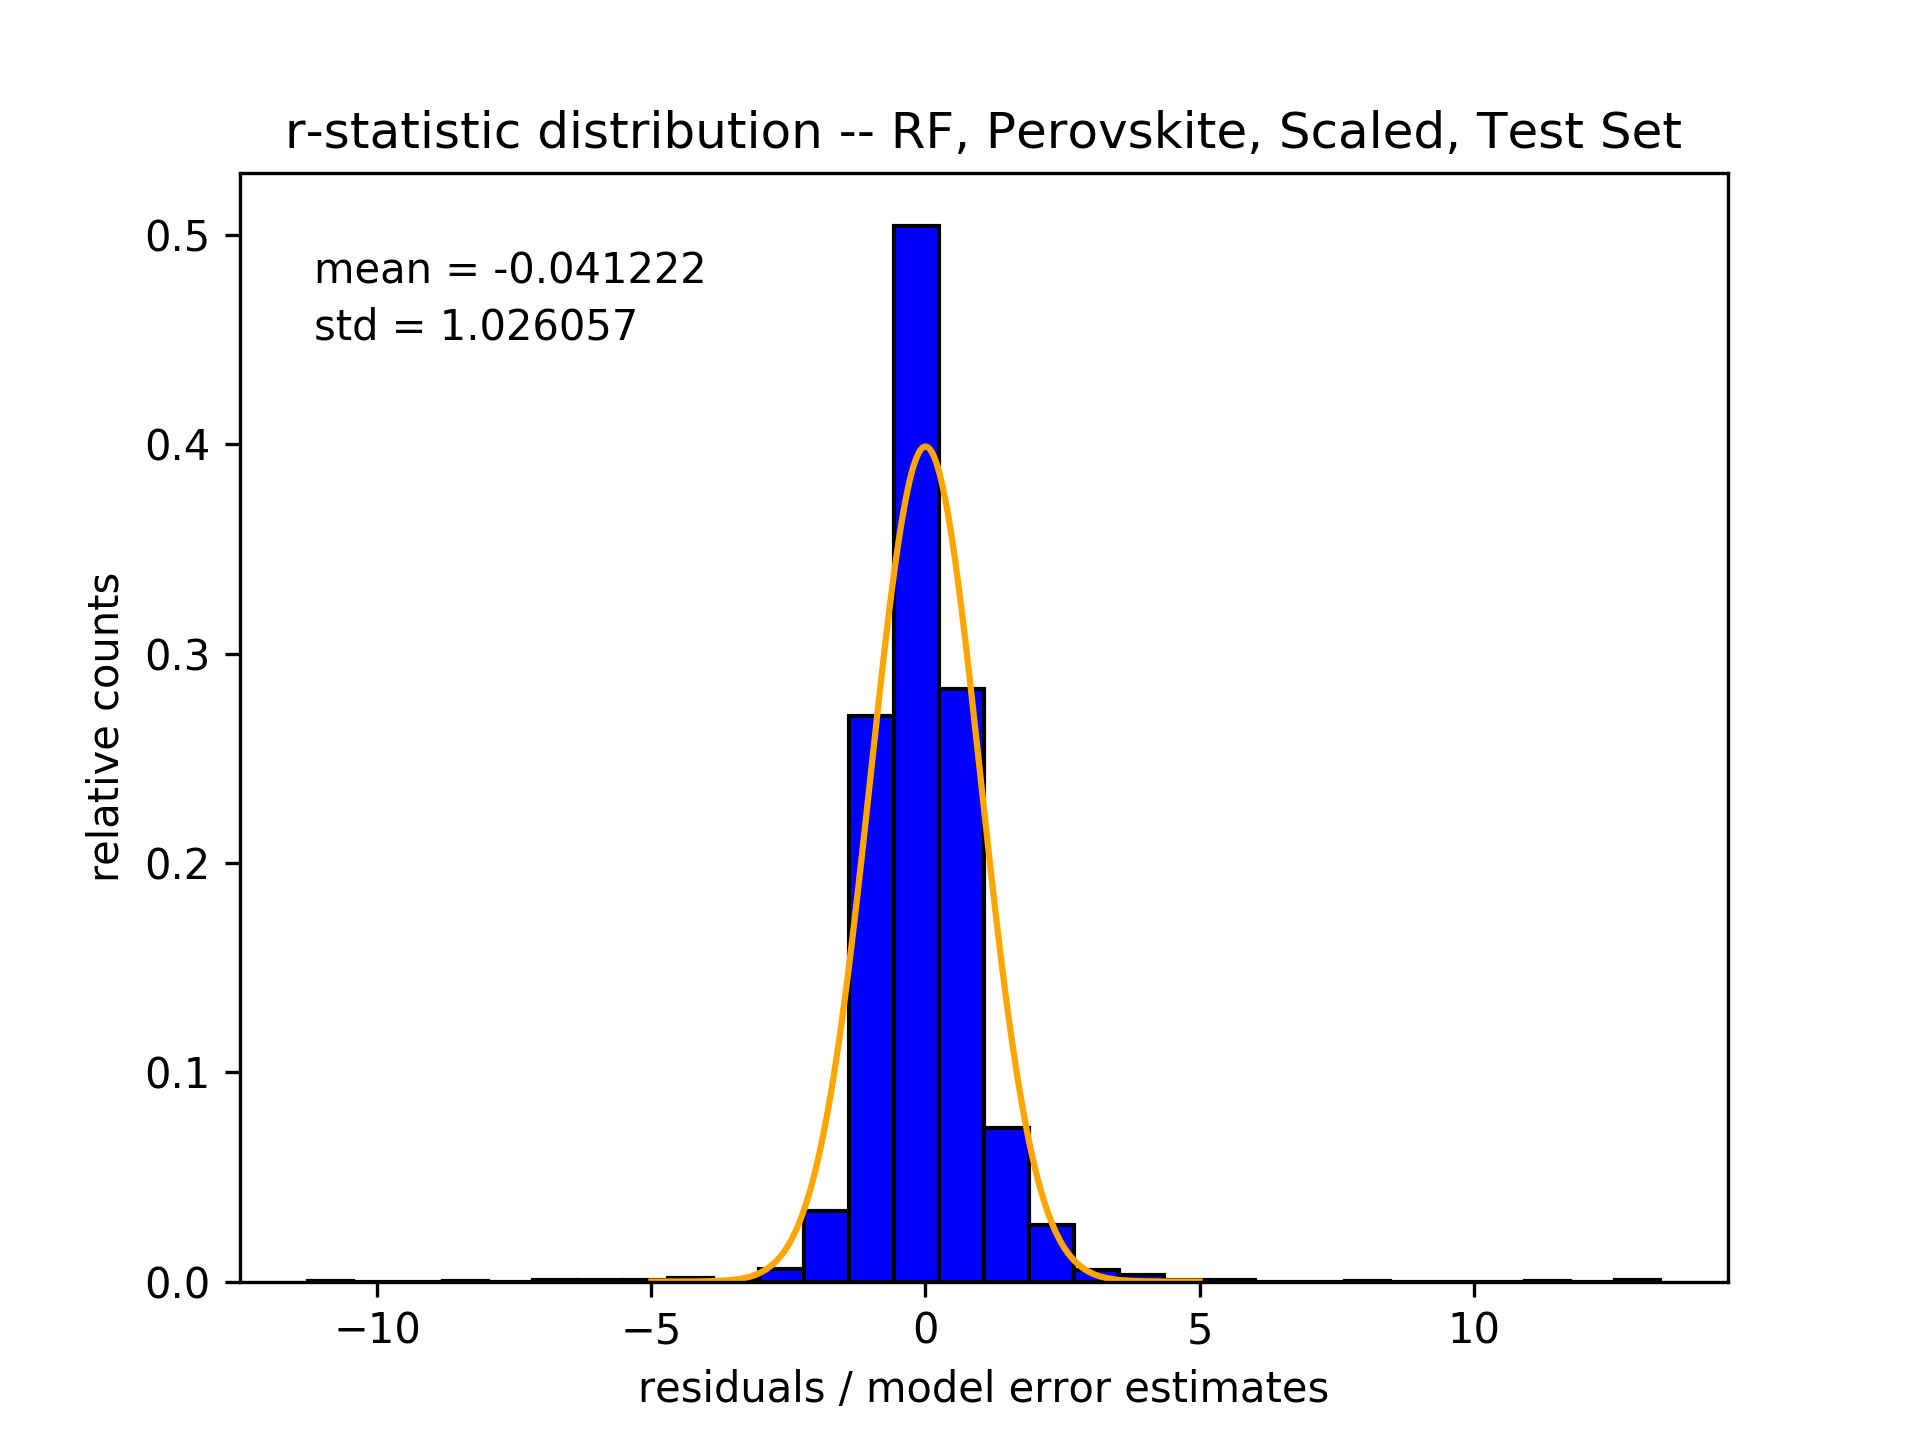 r-statistic distribution -- RF, Perovskite, Scaled, Test Set
mean = -0.041222
std = 1.026057
0.5
0.4
0.3
0.2
0.1
0.0
relative counts
−10
−5
0
5
10
residuals / model error estimates